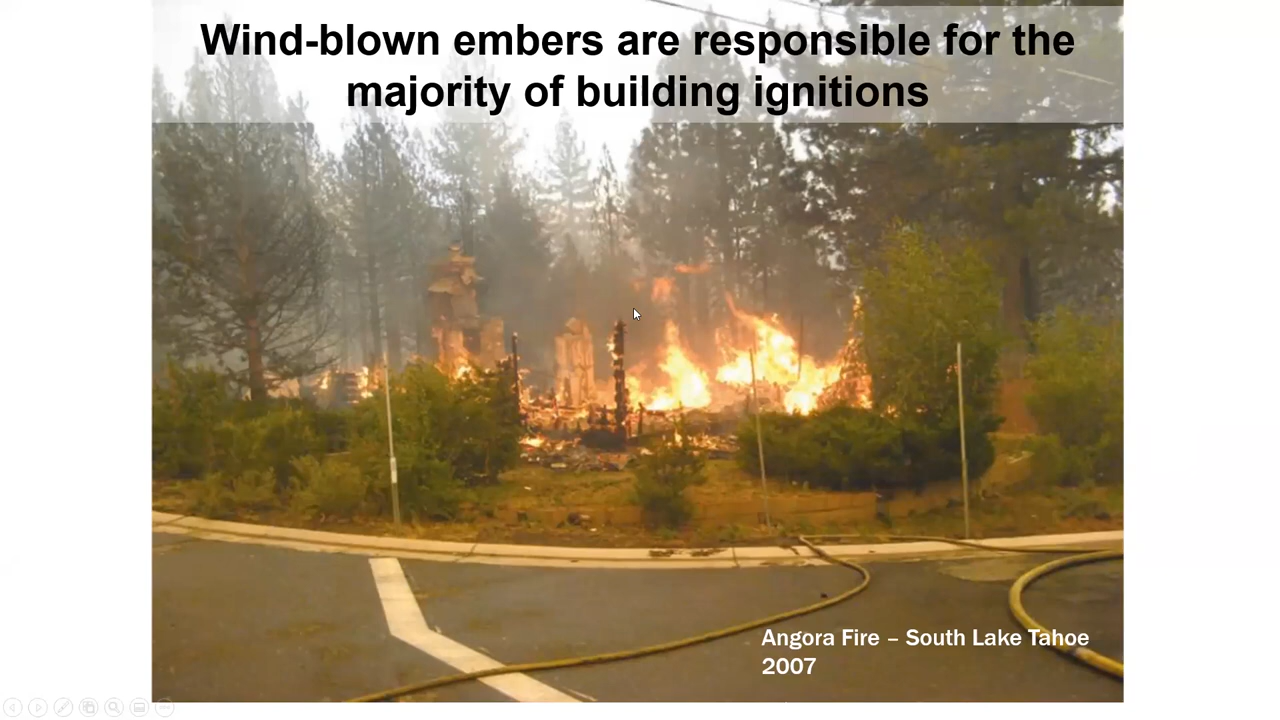 Wind-blown embers are responsible for the
majority of building ignitions
Angora Fire – South Lake Tahoe
2007